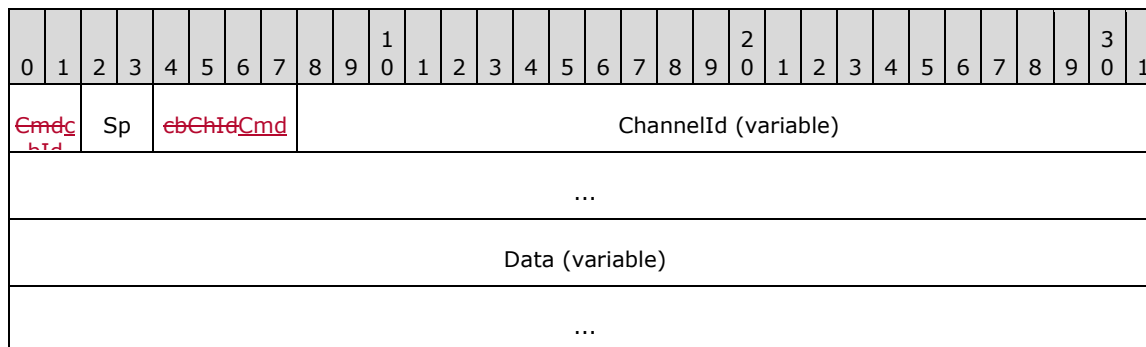 1 2 3
0 1 2 3 4 5 6 7 8 9 0 1 2 3 4 5 6 7 8 9 0 1 2 3 4 5 6 7 8 9 0 1
Cmdc Sp cbChIdCmd ChannelId (variable)
...
Data (variable)
...